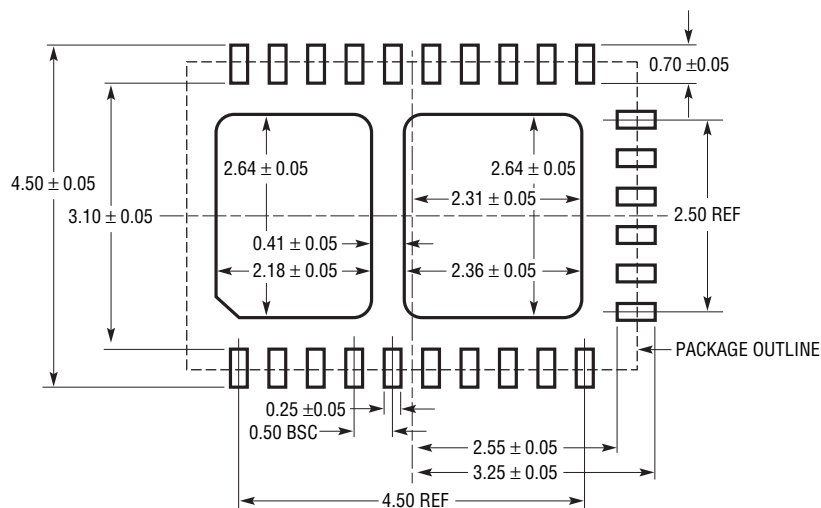 0.70 ±0.05
2.64 ± 0.05
2.64 ± 0.05
4.50 ± 0.05
2.31 ± 0.05
3.10 ± 0.05
2.50 REF
0.41 ± 0.05
2.18 ± 0.05
2.36 ± 0.05
PACKAGE OUTLINE
0.25 ±0.05
0.50 BSC
2.55 ± 0.05
3.25 ± 0.05
4.50 REF